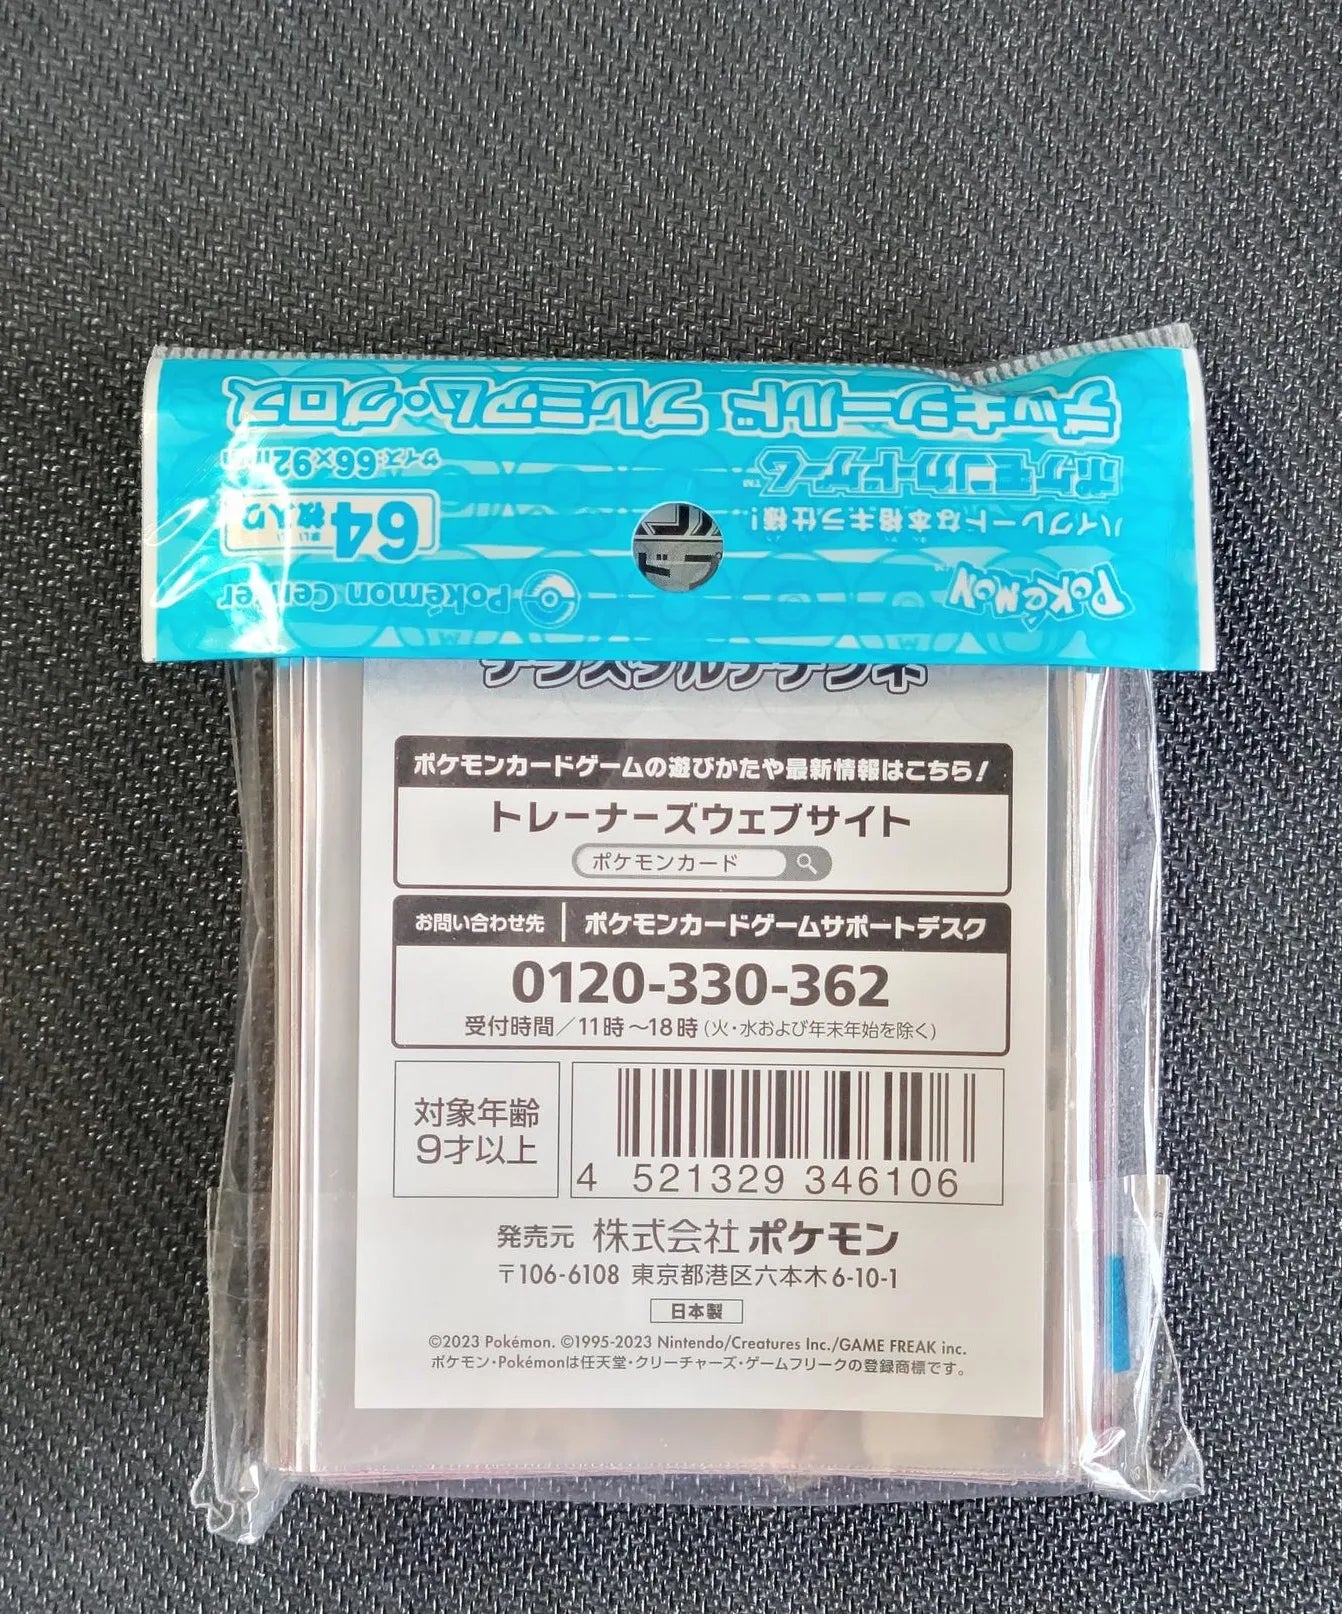 デッキシールド プレミアム・グロス
ポケモンカードゲーム™
サイズ:66×92mm
ハイグレードな本格キラ仕様!
64枚入り
POKéMON
Pokémon Center
ポケモンカードゲームの遊びかたや最新情報はこちら!
トレーナーズウェブサイト
ポケモンカード
お問い合わせ先 ポケモンカードゲームサポートデスク
0120-330-362
受付時間/11時~18時(火・水および年末年始を除く)
対象年齢
9才以上
4 521329 346106
発売元 株式会社ポケモン
〒106-6108 東京都港区六本木6-10-1
日本製
©2023 Pokémon. ©1995-2023 Nintendo/Creatures Inc./GAME FREAK inc.
ポケモン・Pokémonは任天堂・クリーチャーズ・ゲームフリークの登録商標です。